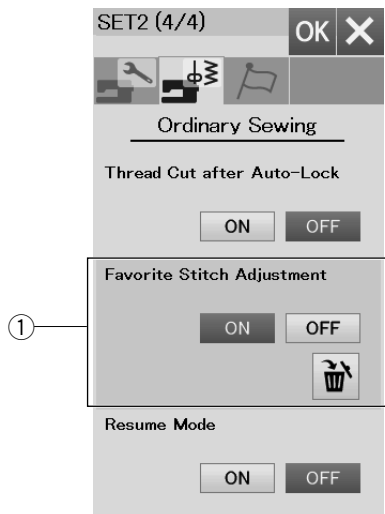 SET2 (4/4)
OK
Ordinary Sewing
Thread Cut after Auto-Lock
ON OFF
Favorite Stitch Adjustment
① ON OFF
Resume Mode
ON OFF